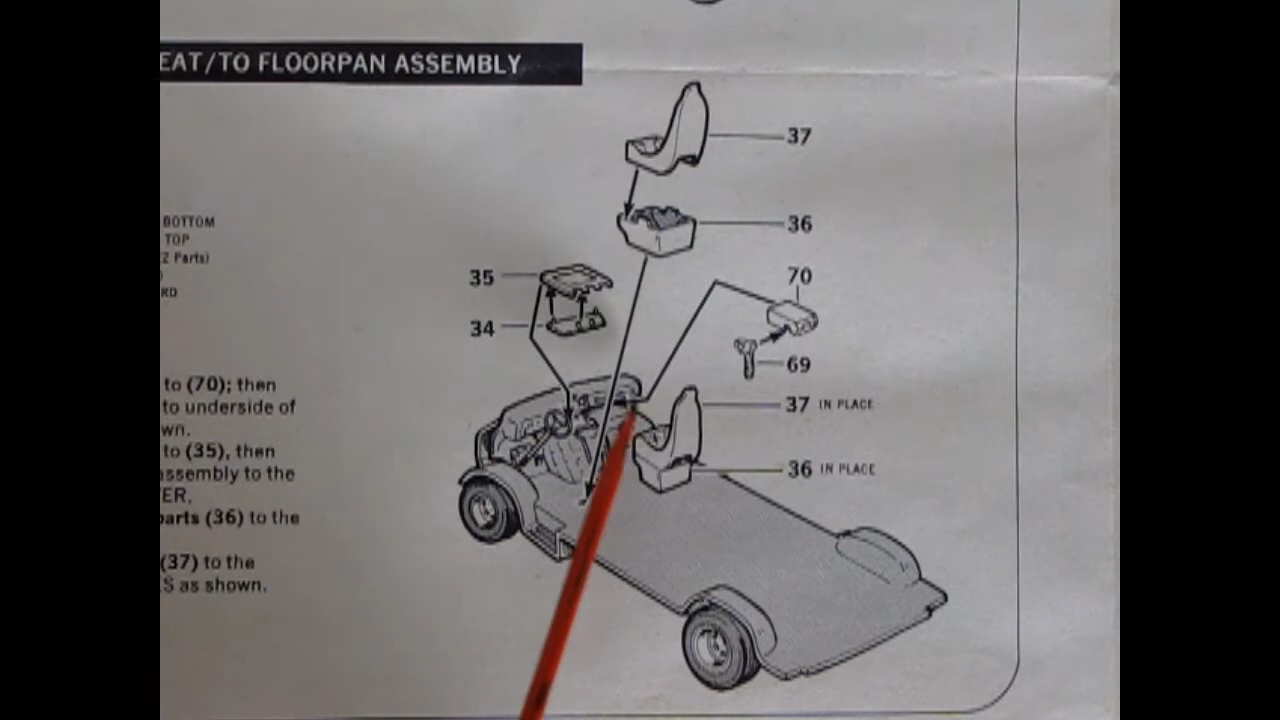 EAT/TO FLOORPAN ASSEMBLY
37
BOTTOM
TOP
2 Parts)
)
RD
36
35
70
34
69
to (70); then
to underside of
wn.
to (35), then
assembly to the
ER.
parts (36) to the
(37) to the
S as shown.
37 IN PLACE
36 IN PLACE